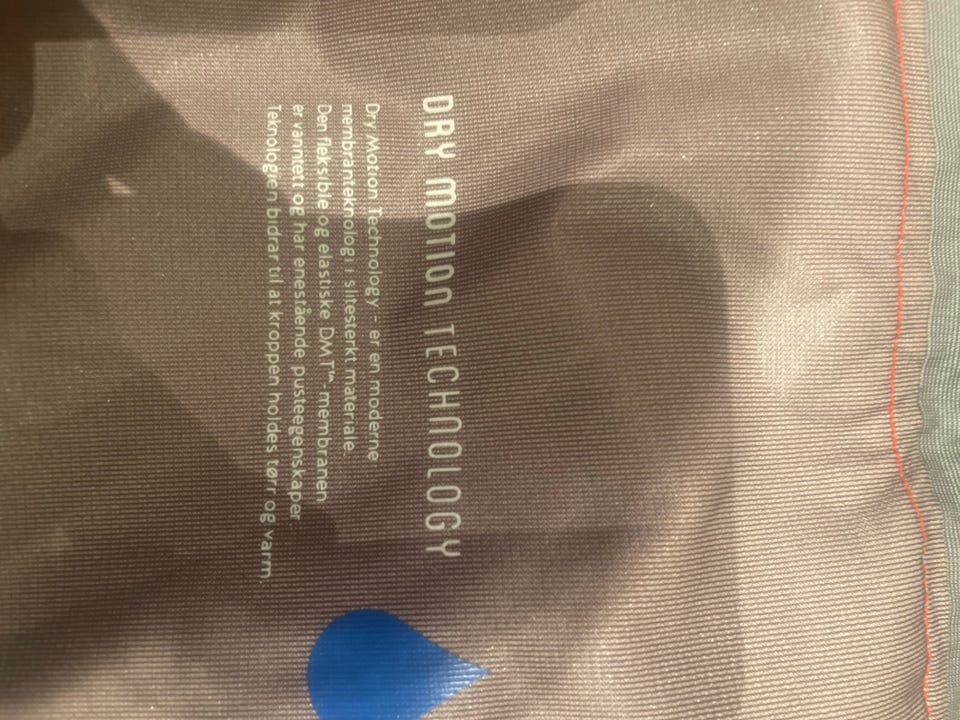 DRY MOTION TECHNOLOGY
Dry Motion Technology - er en moderne
membranteknologi i slitesterkt materiale.
Den fleksible og elastiske DMT™-membranen
er vanntett og har enestående pusteegenskaper.
Teknologien bidrar til at kroppen holdes tørr og varm.